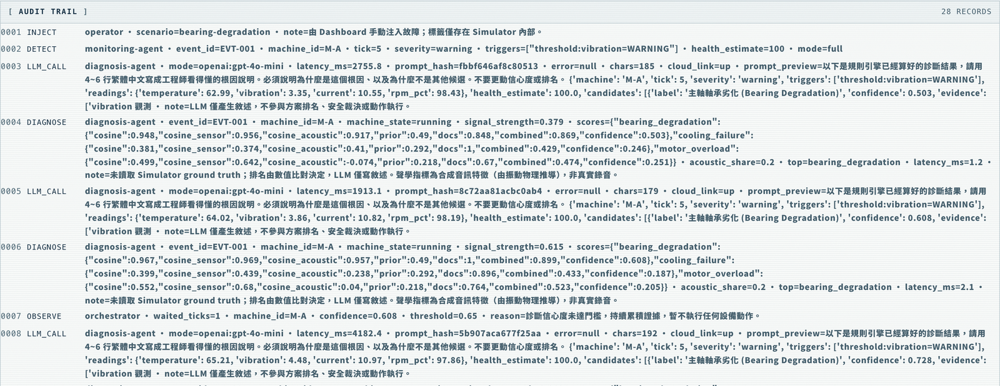 [ AUDIT TRAIL ] 28 RECORDS
0001 INJECT operator • scenario=bearing-degradation • note=由 Dashboard 手動注入故障；標籤僅存在 Simulator 內部。
0002 DETECT monitoring-agent • event_id=EVT-001 • machine_id=M-A • tick=5 • severity=warning • triggers=["threshold:vibration=WARNING"] • health_estimate=100 • mode=full
0003 LLM_CALL diagnosis-agent • mode=openai:gpt-4o-mini • latency_ms=2755.8 • prompt_hash=fbbf646af8c80513 • error=null • chars=185 • cloud_link=up • prompt_preview=以下是規則引擎已經算好的診斷結果，請用
4~6 行繁體中文寫成工程師看得懂的根因說明。必須說明為什麼是這個根因、以及為什麼不是其他候選。不要更動信心度或排名。 {'machine': 'M-A', 'tick': 5, 'severity': 'warning', 'triggers': ['threshold:vibration=WARNING'],
'readings': {'temperature': 62.99, 'vibration': 3.35, 'current': 10.55, 'rpm_pct': 98.43}, 'health_estimate': 100.0, 'candidates': [{'label': '主軸軸承劣化 (Bearing Degradation)', 'confidence': 0.503, 'evidence':
['vibration 觀測 • note=LLM 僅產生敘述，不參與方案排名、安全裁決或動作執行。
0004 DIAGNOSE diagnosis-agent • event_id=EVT-001 • machine_id=M-A • machine_state=running • signal_strength=0.379 • scores={"bearing_degradation":
{"cosine":0.948,"cosine_sensor":0.956,"cosine_acoustic":0.917,"prior":0.49,"docs":0.848,"combined":0.869,"confidence":0.503},"cooling_failure":
{"cosine":0.381,"cosine_sensor":0.374,"cosine_acoustic":0.41,"prior":0.292,"docs":1,"combined":0.429,"confidence":0.246},"motor_overload":
{"cosine":0.499,"cosine_sensor":0.642,"cosine_acoustic":-0.074,"prior":0.218,"docs":0.67,"combined":0.474,"confidence":0.251}} • acoustic_share=0.2 • top=bearing_degradation • latency_ms=1.2 •
note=未讀取 Simulator ground truth；排名由數值比對決定，LLM 僅寫敘述。聲學指標為合成音訊特徵（由振動物理推導），非真實錄音。
0005 LLM_CALL diagnosis-agent • mode=openai:gpt-4o-mini • latency_ms=1913.1 • prompt_hash=8c72aa81acbc0ab4 • error=null • chars=179 • cloud_link=up • prompt_preview=以下是規則引擎已經算好的診斷結果，請用
4~6 行繁體中文寫成工程師看得懂的根因說明。必須說明為什麼是這個根因、以及為什麼不是其他候選。不要更動信心度或排名。 {'machine': 'M-A', 'tick': 5, 'severity': 'warning', 'triggers': ['threshold:vibration=WARNING'],
'readings': {'temperature': 64.02, 'vibration': 3.86, 'current': 10.82, 'rpm_pct': 98.19}, 'health_estimate': 100.0, 'candidates': [{'label': '主軸軸承劣化 (Bearing Degradation)', 'confidence': 0.608, 'evidence':
['vibration 觀測 • note=LLM 僅產生敘述，不參與方案排名、安全裁決或動作執行。
0006 DIAGNOSE diagnosis-agent • event_id=EVT-001 • machine_id=M-A • machine_state=running • signal_strength=0.615 • scores={"bearing_degradation":
{"cosine":0.967,"cosine_sensor":0.969,"cosine_acoustic":0.957,"prior":0.49,"docs":1,"combined":0.899,"confidence":0.608},"cooling_failure":
{"cosine":0.399,"cosine_sensor":0.439,"cosine_acoustic":0.238,"prior":0.292,"docs":0.896,"combined":0.433,"confidence":0.187},"motor_overload":
{"cosine":0.552,"cosine_sensor":0.68,"cosine_acoustic":0.04,"prior":0.218,"docs":0.764,"combined":0.523,"confidence":0.205}} • acoustic_share=0.2 • top=bearing_degradation • latency_ms=2.1 •
note=未讀取 Simulator ground truth；排名由數值比對決定，LLM 僅寫敘述。聲學指標為合成音訊特徵（由振動物理推導），非真實錄音。
0007 OBSERVE orchestrator • waited_ticks=1 • machine_id=M-A • confidence=0.608 • threshold=0.65 • reason=診斷信心度未達門檻，持續累積證據，暫不執行任何設備動作。
0008 LLM_CALL diagnosis-agent • mode=openai:gpt-4o-mini • latency_ms=4182.4 • prompt_hash=5b907aca677f25aa • error=null • chars=192 • cloud_link=up • prompt_preview=以下是規則引擎已經算好的診斷結果，請用
4~6 行繁體中文寫成工程師看得懂的根因說明。必須說明為什麼是這個根因、以及為什麼不是其他候選。不要更動信心度或排名。 {'machine': 'M-A', 'tick': 5, 'severity': 'warning', 'triggers': ['threshold:vibration=WARNING'],
'readings': {'temperature': 65.21, 'vibration': 4.48, 'current': 10.97, 'rpm_pct': 97.86}, 'health_estimate': 100.0, 'candidates': [{'label': '主軸軸承劣化 (Bearing Degradation)', 'confidence': 0.728, 'evidence':
['vibration 觀測 • note=LLM 僅產生敘述，不參與方案排名、安全裁決或動作執行。